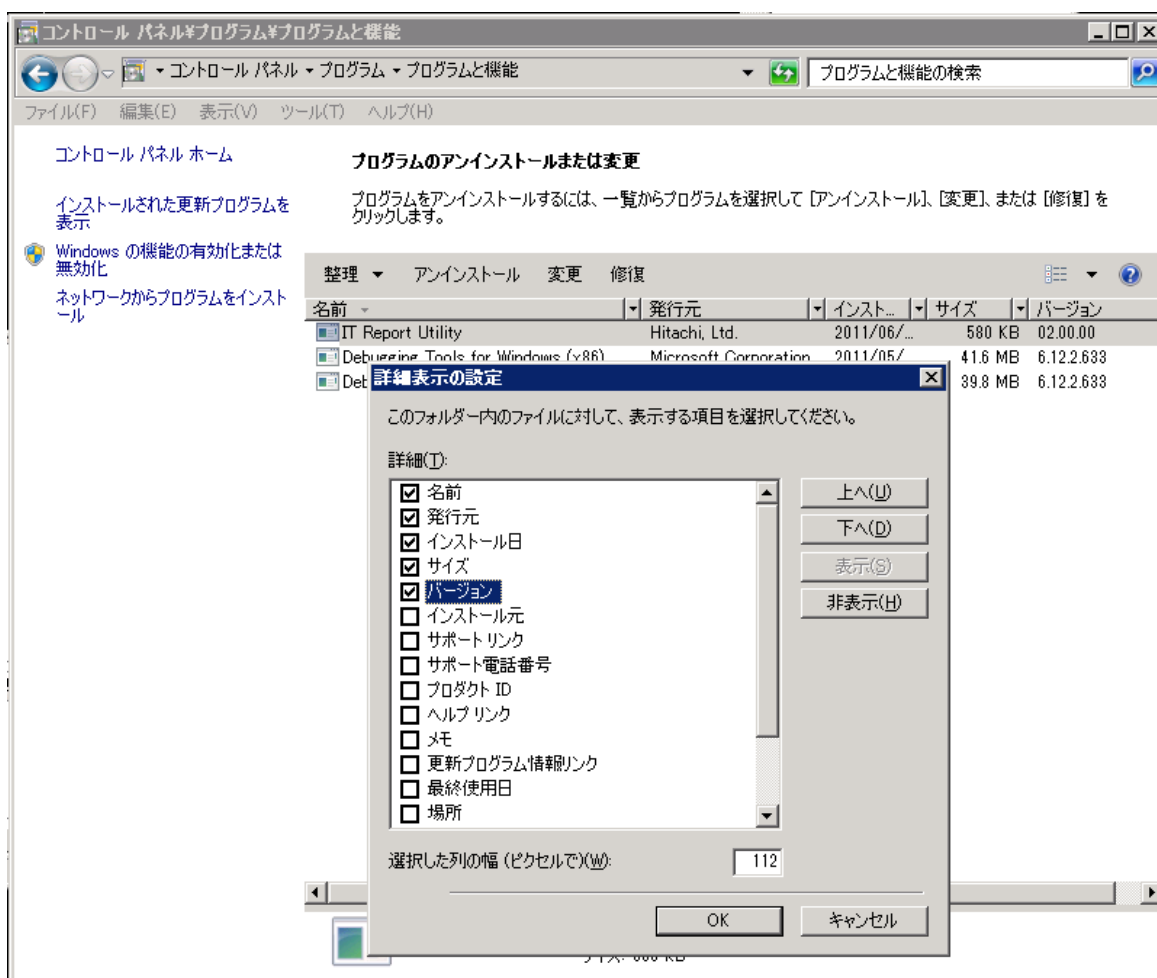 コントロール パネル¥プログラム¥プログラムと機能
コントロール パネル ▾ プログラム ▾ プログラムと機能
プログラムと機能の検索
ファイル(F) 編集(E) 表示(V) ツール(T) ヘルプ(H)
コントロール パネル ホーム
インストールされた更新プログラムを
表示
Windows の機能の有効化または
無効化
ネットワークからプログラムをインスト
ール
プログラムのアンインストールまたは変更
プログラムをアンインストールするには、一覧からプログラムを選択して [アンインストール]、[変更]、または [修復] を
クリックします。
整理 ▼ アンインストール 変更 修復
名前 発行元 インスト... サイズ バージョン
IT Report Utility Hitachi, Ltd. 2011/06/... 580 KB 02.00.00
Debugging Tools for Windows (x86) Microsoft Corporation 2011/05/ 41.6 MB 6.12.2.633
Deb 39.8 MB 6.12.2.633
詳細表示の設定
このフォルダー内のファイルに対して、表示する項目を選択してください。
詳細(T):
名前
発行元
インストール日
サイズ
バージョン
インストール元
サポート リンク
サポート電話番号
プロダクト ID
ヘルプ リンク
メモ
更新プログラム情報リンク
最終使用日
場所
上へ(U)
下へ(D)
表示(S)
非表示(H)
選択した列の幅 (ピクセルで)(W): 112
OK キャンセル